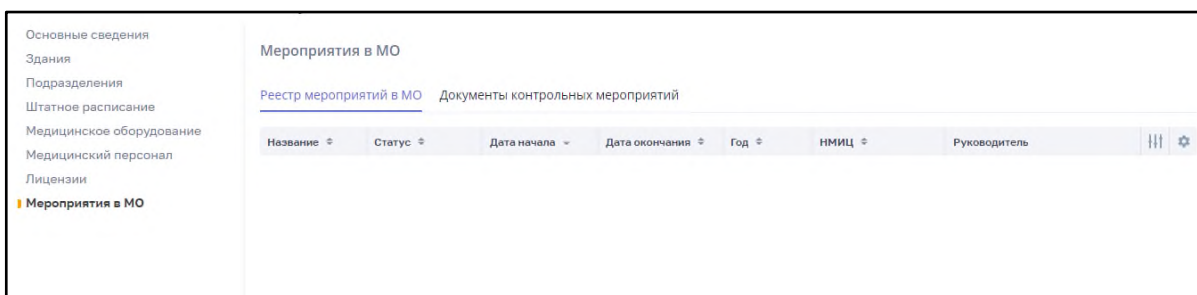 Основные сведения
Здания
Подразделения
Штатное расписание
Медицинское оборудование
Медицинский персонал
Лицензии
Мероприятия в МО
Мероприятия в МО
Реестр мероприятий в МО Документы контрольных мероприятий
Название Статус Дата начала Дата окончания Год НМИЦ Руководитель